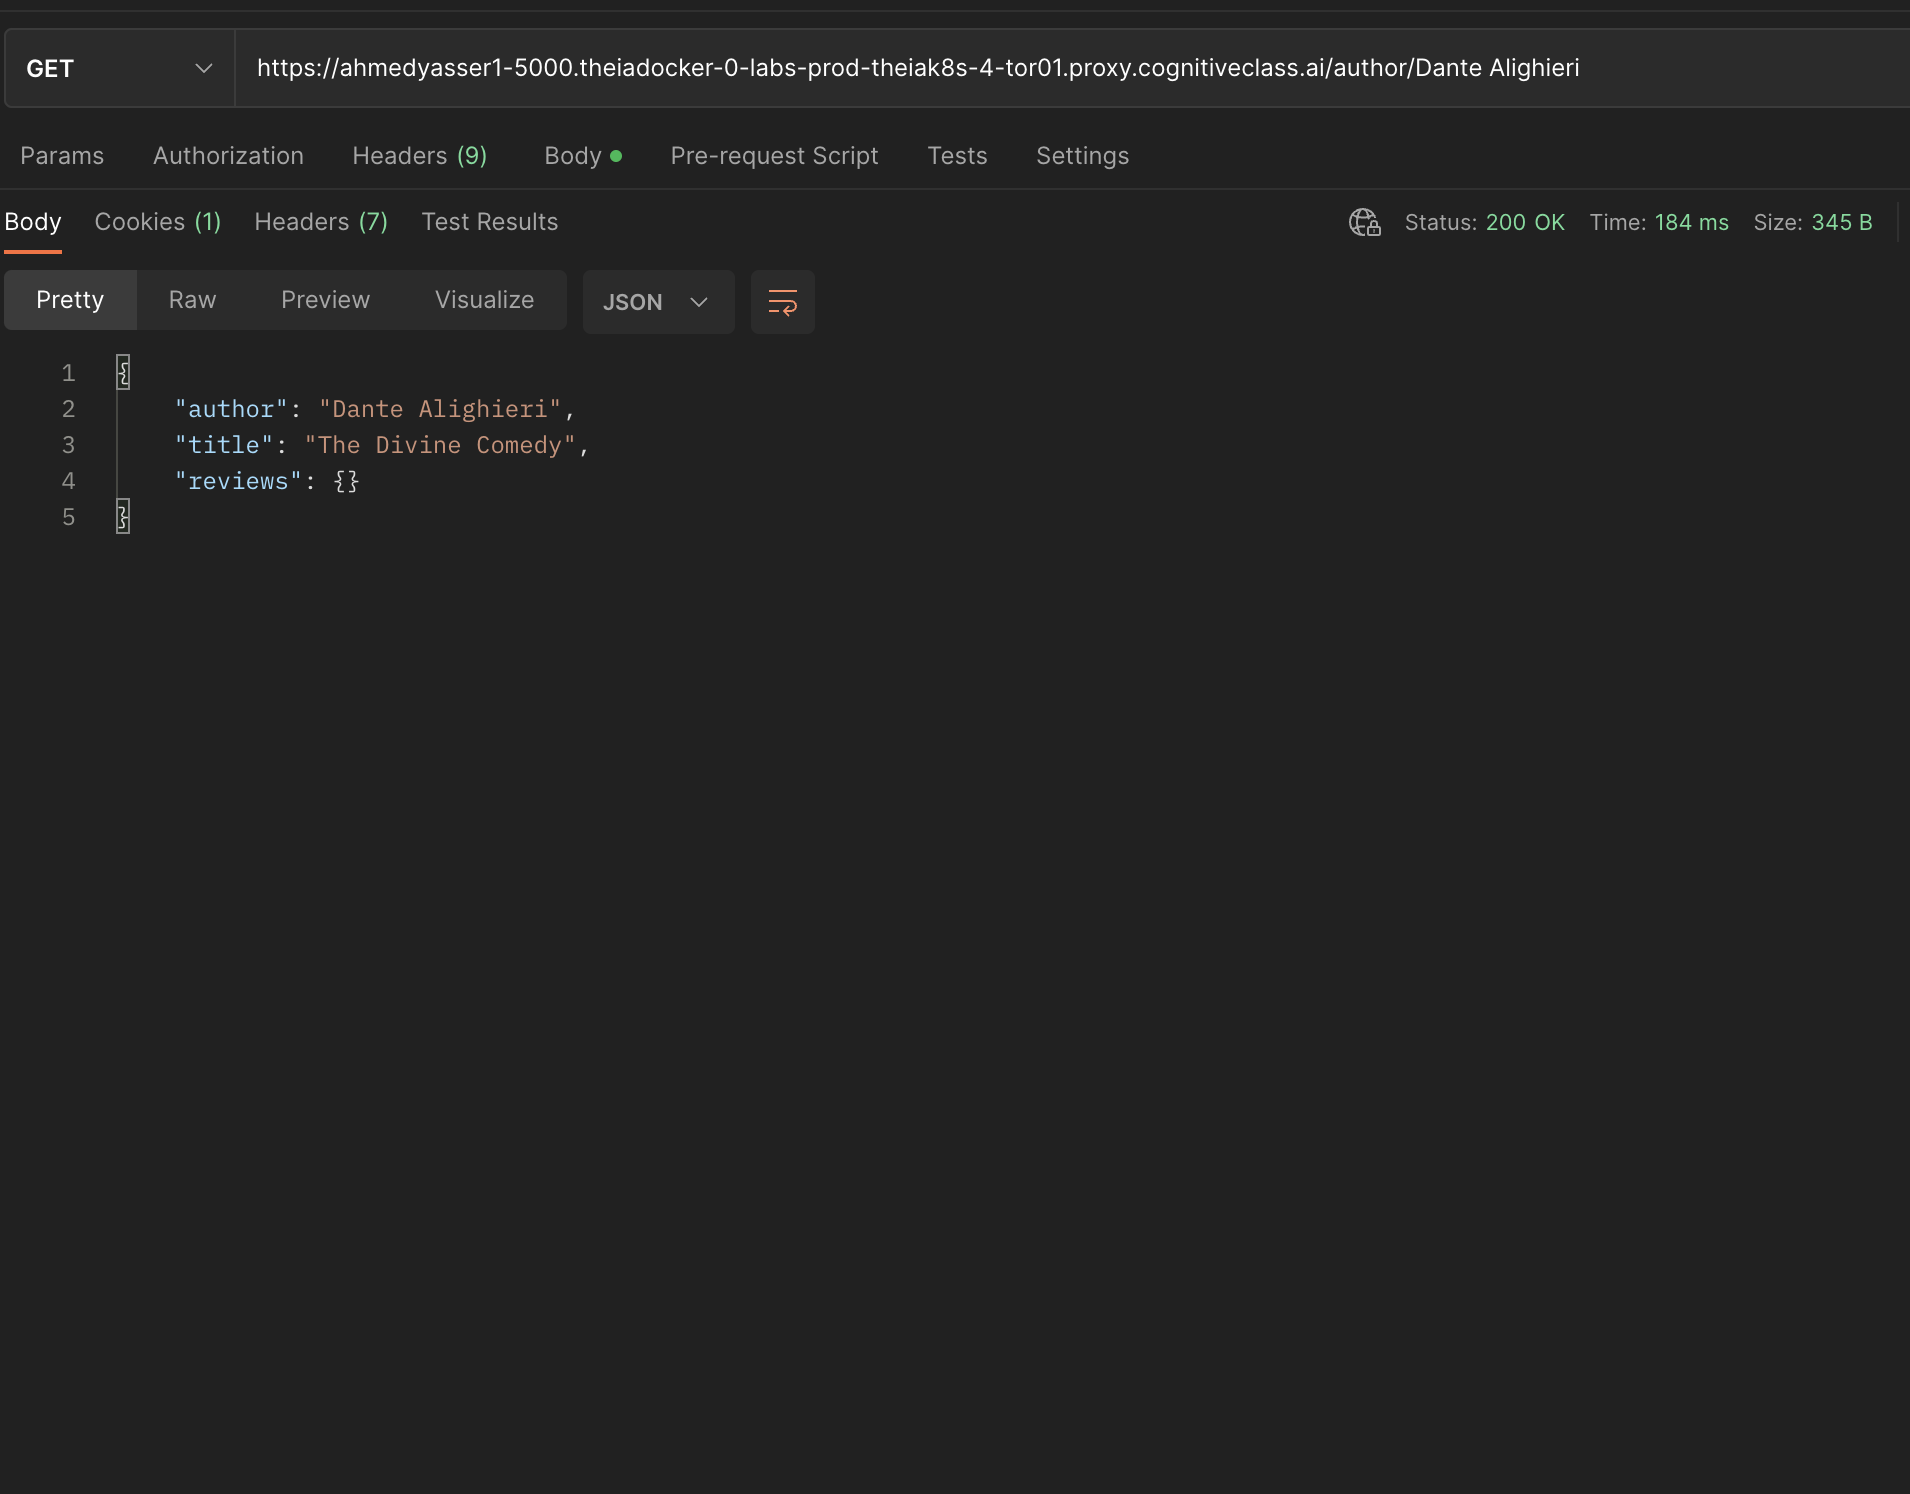 GET https://ahmedyasser1-5000.theiadocker-0-labs-prod-theiak8s-4-tor01.proxy.cognitiveclass.ai/author/Dante Alighieri
Params Authorization Headers (9) Body Pre-request Script Tests Settings
Body Cookies (1) Headers (7) Test Results Status: 200 OK Time: 184 ms Size: 345 B
Pretty Raw Preview Visualize JSON
1 {
2 "author": "Dante Alighieri",
3 "title": "The Divine Comedy",
4 "reviews": {}
5 }